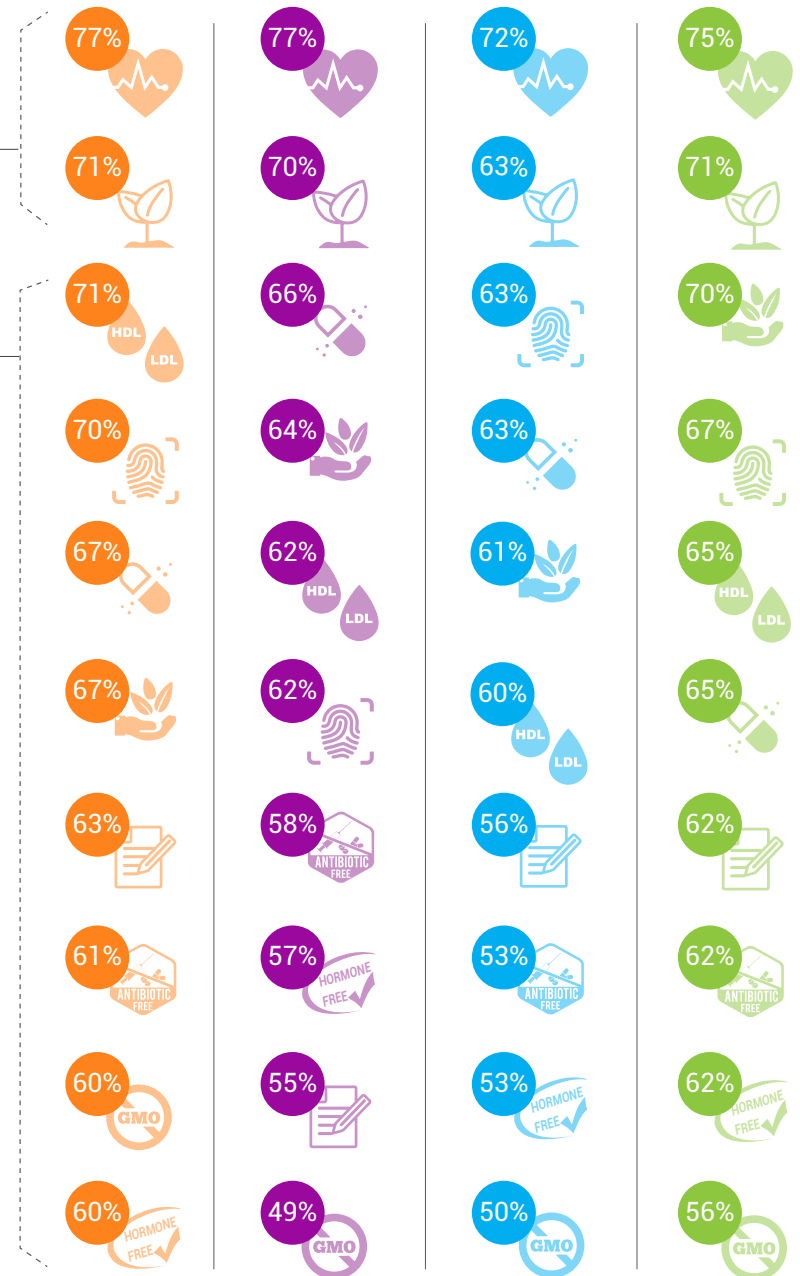 77% 77% 72% 75%
71% 70% 63% 71%
71% 66% 63% 70%
HDL
LDL
70% 64% 63% 67%
67% 62% 61% 65%
HDL HDL
LDL LDL
67% 62% 60% 65%
HDL
LDL
63% 58% 56% 62%
ANTIBIOTIC
FREE
61% 57% 53% 62%
HORMONE
FREE
ANTIBIOTIC ANTIBIOTIC ANTIBIOTIC
FREE FREE FREE
60% 55% 53% 62%
GMO
HORMONE HORMONE
FREE FREE
60% 49% 50% 56%
HORMONE
FREE
GMO GMO GMO